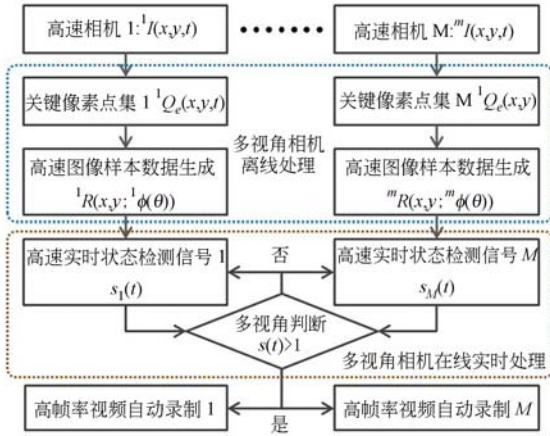 高速相机 1:¹I(x,y,t)
高速相机 M:ᵐI(x,y,t)
关键像素点集 1 ¹Qₑ(x,y,t)
关键像素点集 M ¹Qₑ(x,y)
多视角相机
离线处理
高速图像样本数据生成
¹R(x,y;¹ϕ(θ))
高速图像样本数据生成
ᵐR(x,y;ᵐϕ(θ))
高速实时状态检测信号 1
s₁(t)
否
高速实时状态检测信号 M
s_M(t)
多视角判断
s(t)>1
多视角相机在线实时处理
高帧率视频自动录制 1
是
高帧率视频自动录制 M